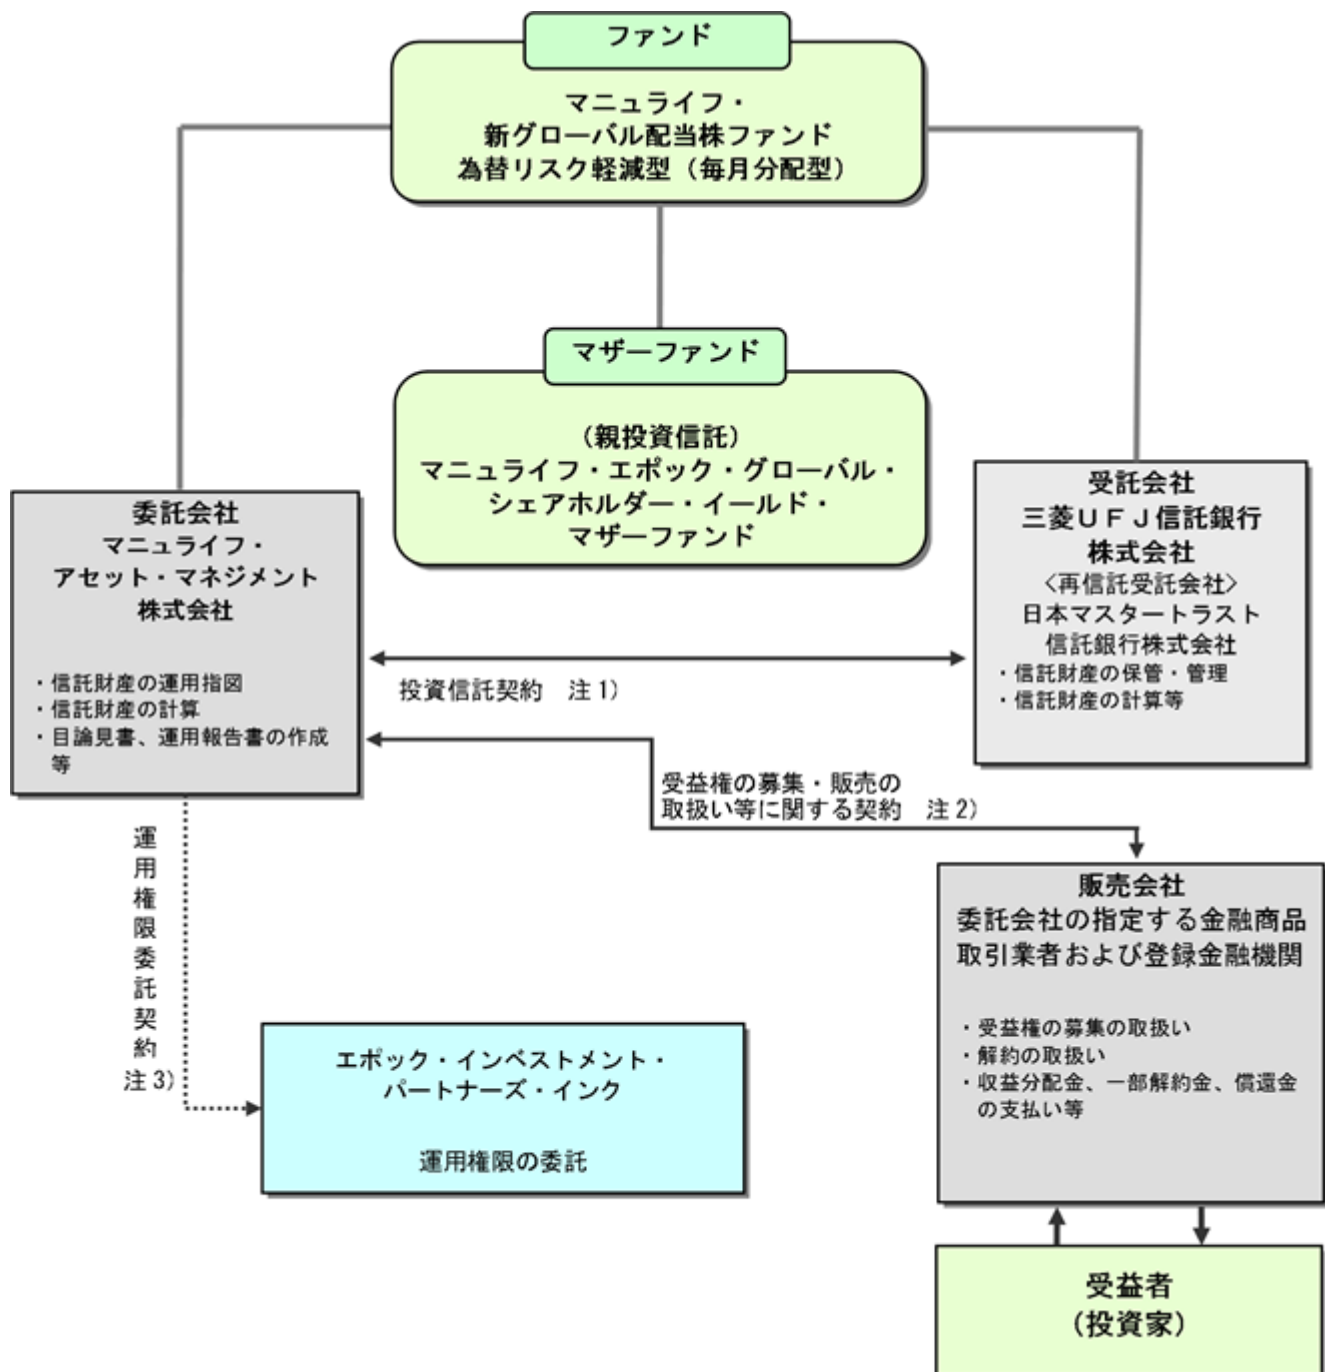 ファンド
マニュライフ・
新グローバル配当株ファンド
為替リスク軽減型（毎月分配型）
マザーファンド
（親投資信託）
マニュライフ・エポック・グローバル・
シェアホルダー・イールド・
マザーファンド
委託会社
マニュライフ・
アセット・マネジメント
株式会社
・信託財産の運用指図
・信託財産の計算
・目論見書、運用報告書の作成
等
受託会社
三菱ＵＦＪ信託銀行
株式会社
〈再信託受託会社〉
日本マスタートラスト
信託銀行株式会社
・信託財産の保管・管理
・信託財産の計算等
投資信託契約　注1）
受益権の募集・販売の
取扱い等に関する契約　注2）
運用権限委託契約
注3）
エポック・インベストメント・
パートナーズ・インク
運用権限の委託
販売会社
委託会社の指定する金融商品
取引業者および登録金融機関
・受益権の募集の取扱い
・解約の取扱い
・収益分配金、一部解約金、償還金
の支払い等
受益者
（投資家）